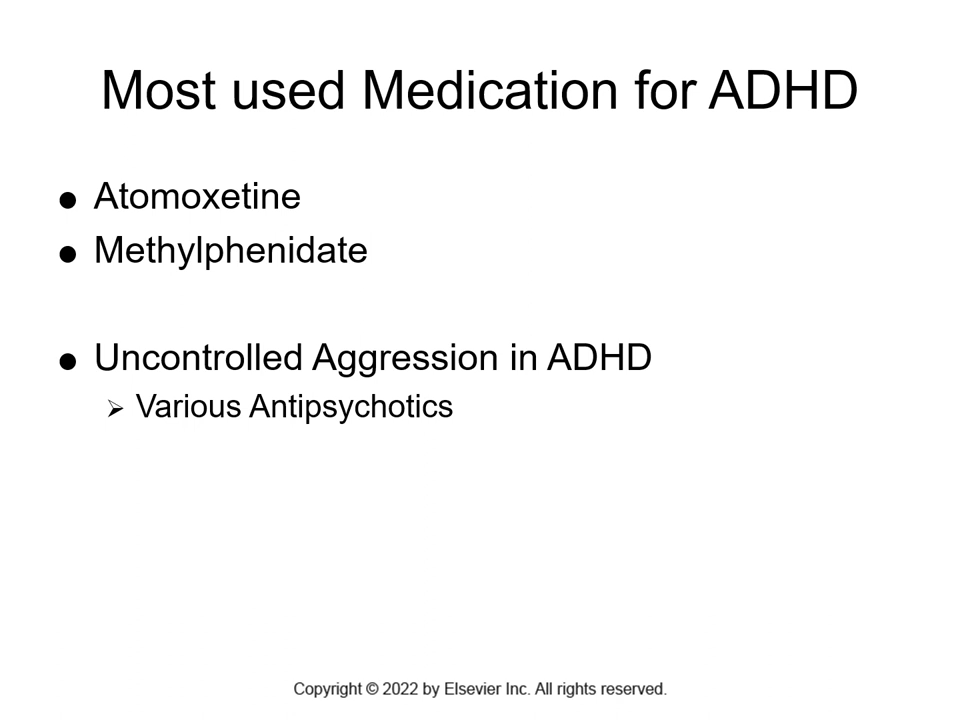 Most used Medication for ADHD
● Atomoxetine
● Methylphenidate
● Uncontrolled Aggression in ADHD
➢ Various Antipsychotics
Copyright © 2022 by Elsevier Inc. All rights reserved.